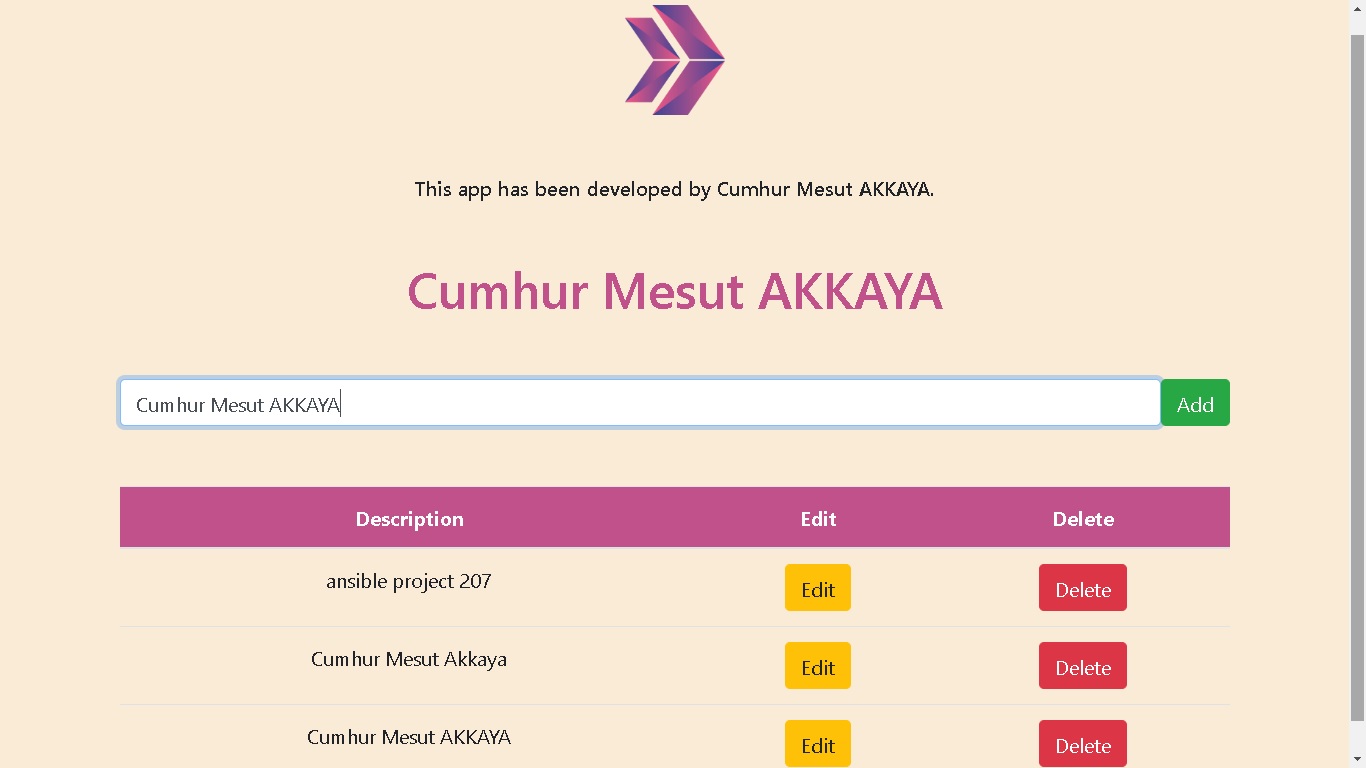 This app has been developed by Cumhur Mesut AKKAYA.
Cumhur Mesut AKKAYA
Cumhur Mesut AKKAYA Add
Description Edit Delete
ansible project 207 Edit Delete
Cumhur Mesut Akkaya Edit Delete
Cumhur Mesut AKKAYA Edit Delete